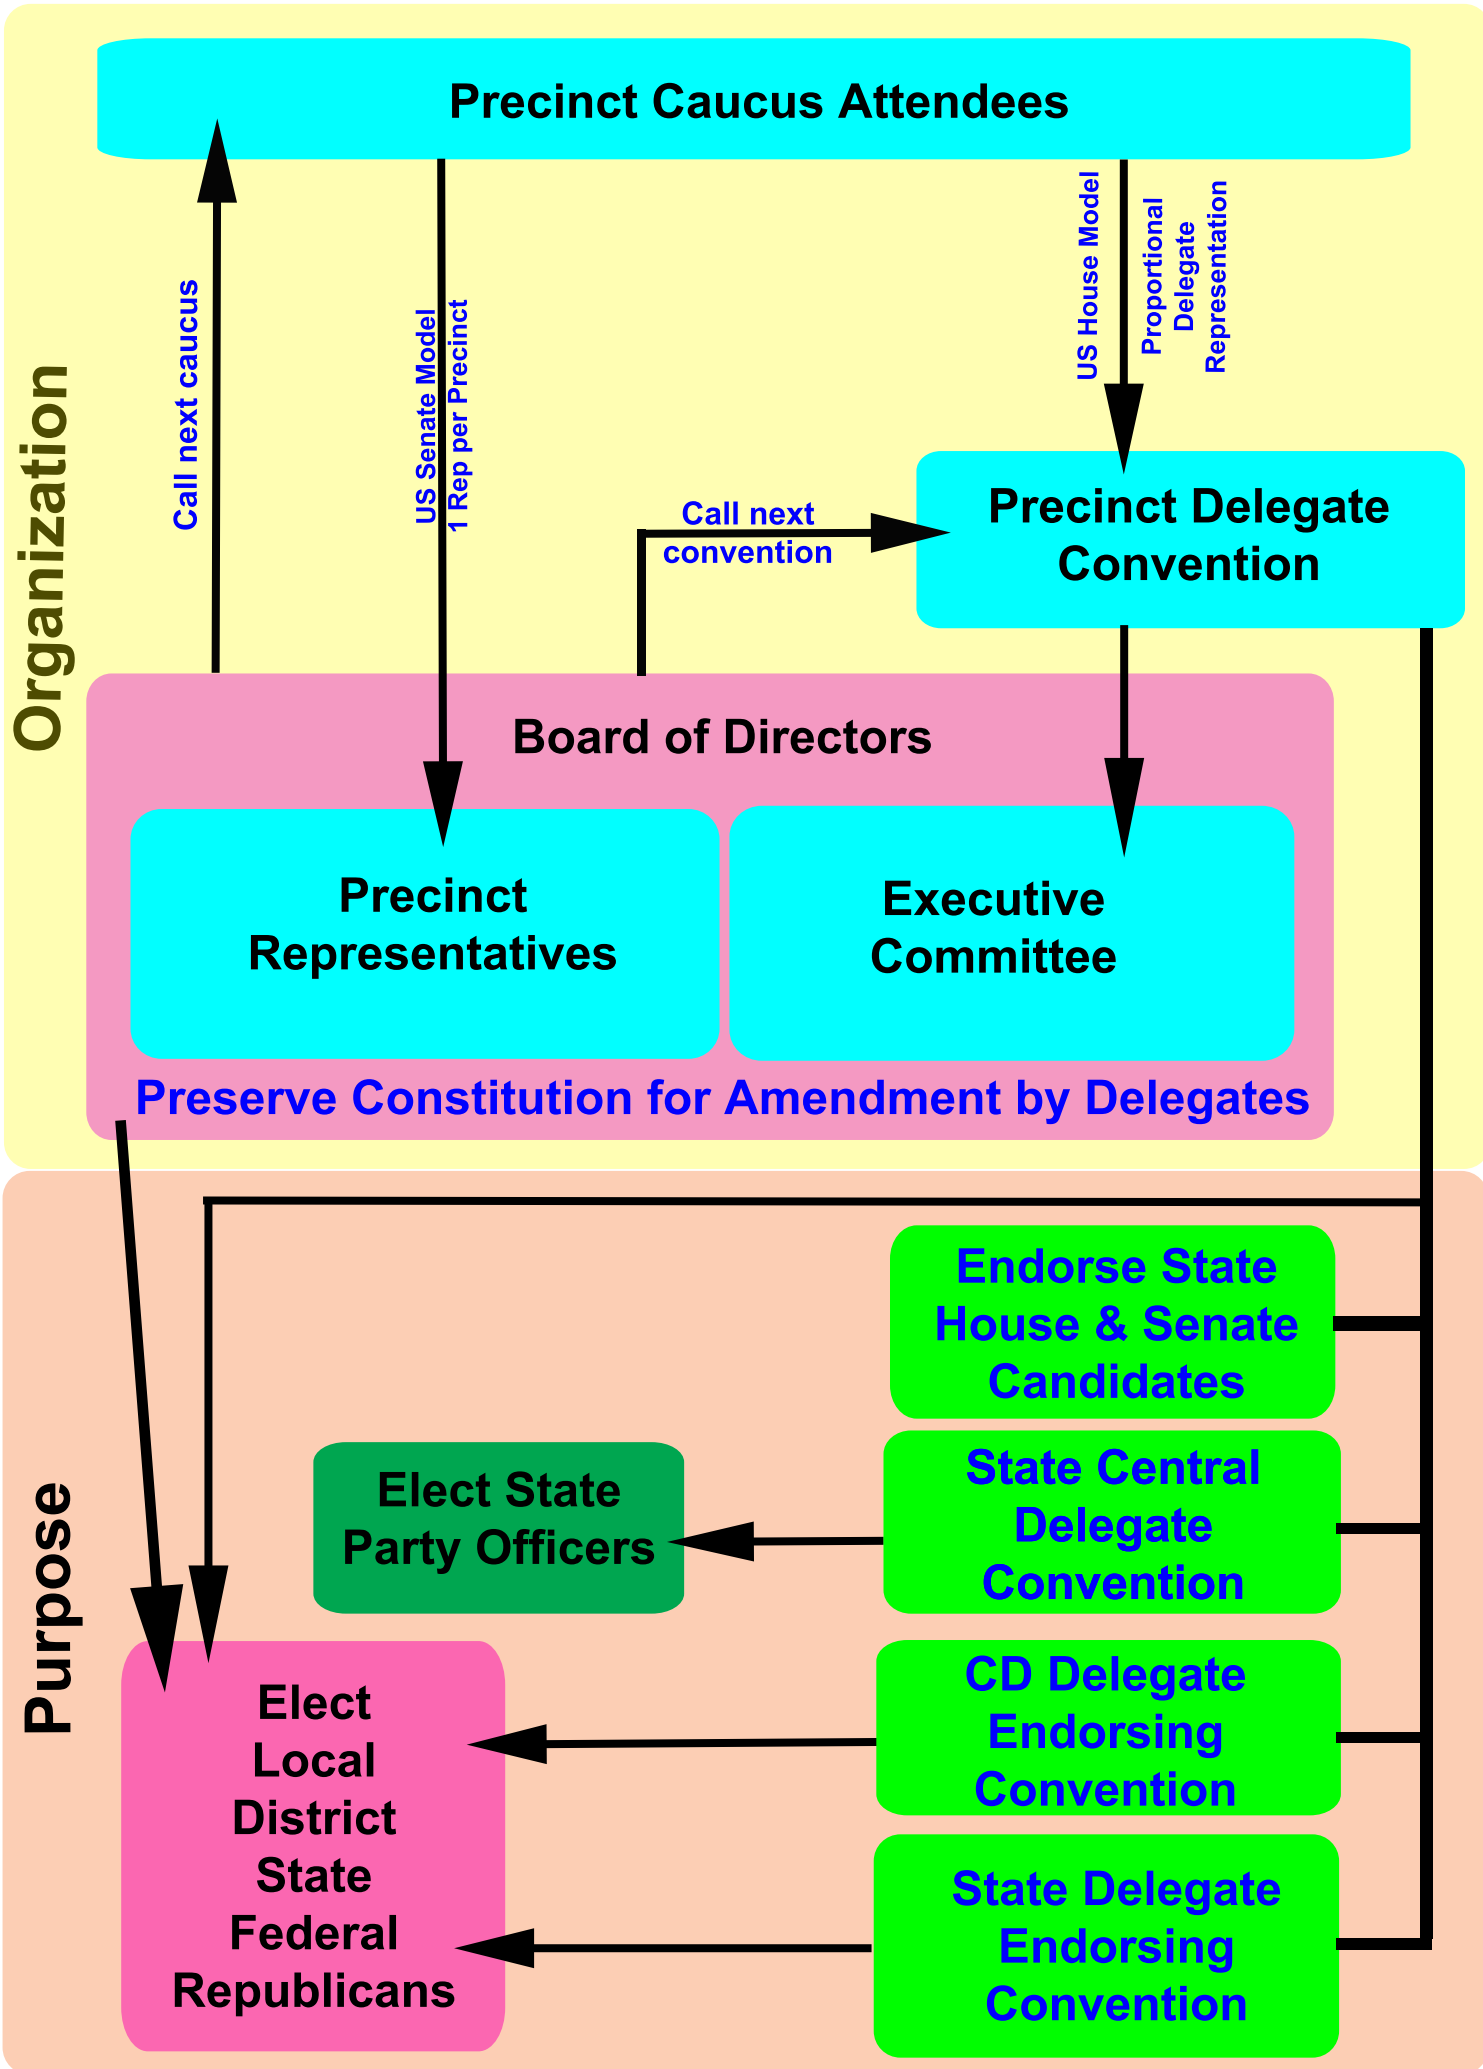 Precinct Caucus Attendees
Organization
Call next caucus
US Senate Model
1 Rep per Precinct
US House Model
Proportional
Delegate
Representation
Call next
convention
Precinct Delegate
Convention
Board of Directors
Precinct
Representatives
Executive
Committee
Preserve Constitution for Amendment by Delegates
Purpose
Endorse State
House & Senate
Candidates
Elect State
Party Officers
State Central
Delegate
Convention
Elect
Local
District
State
Federal
Republicans
CD Delegate
Endorsing
Convention
State Delegate
Endorsing
Convention